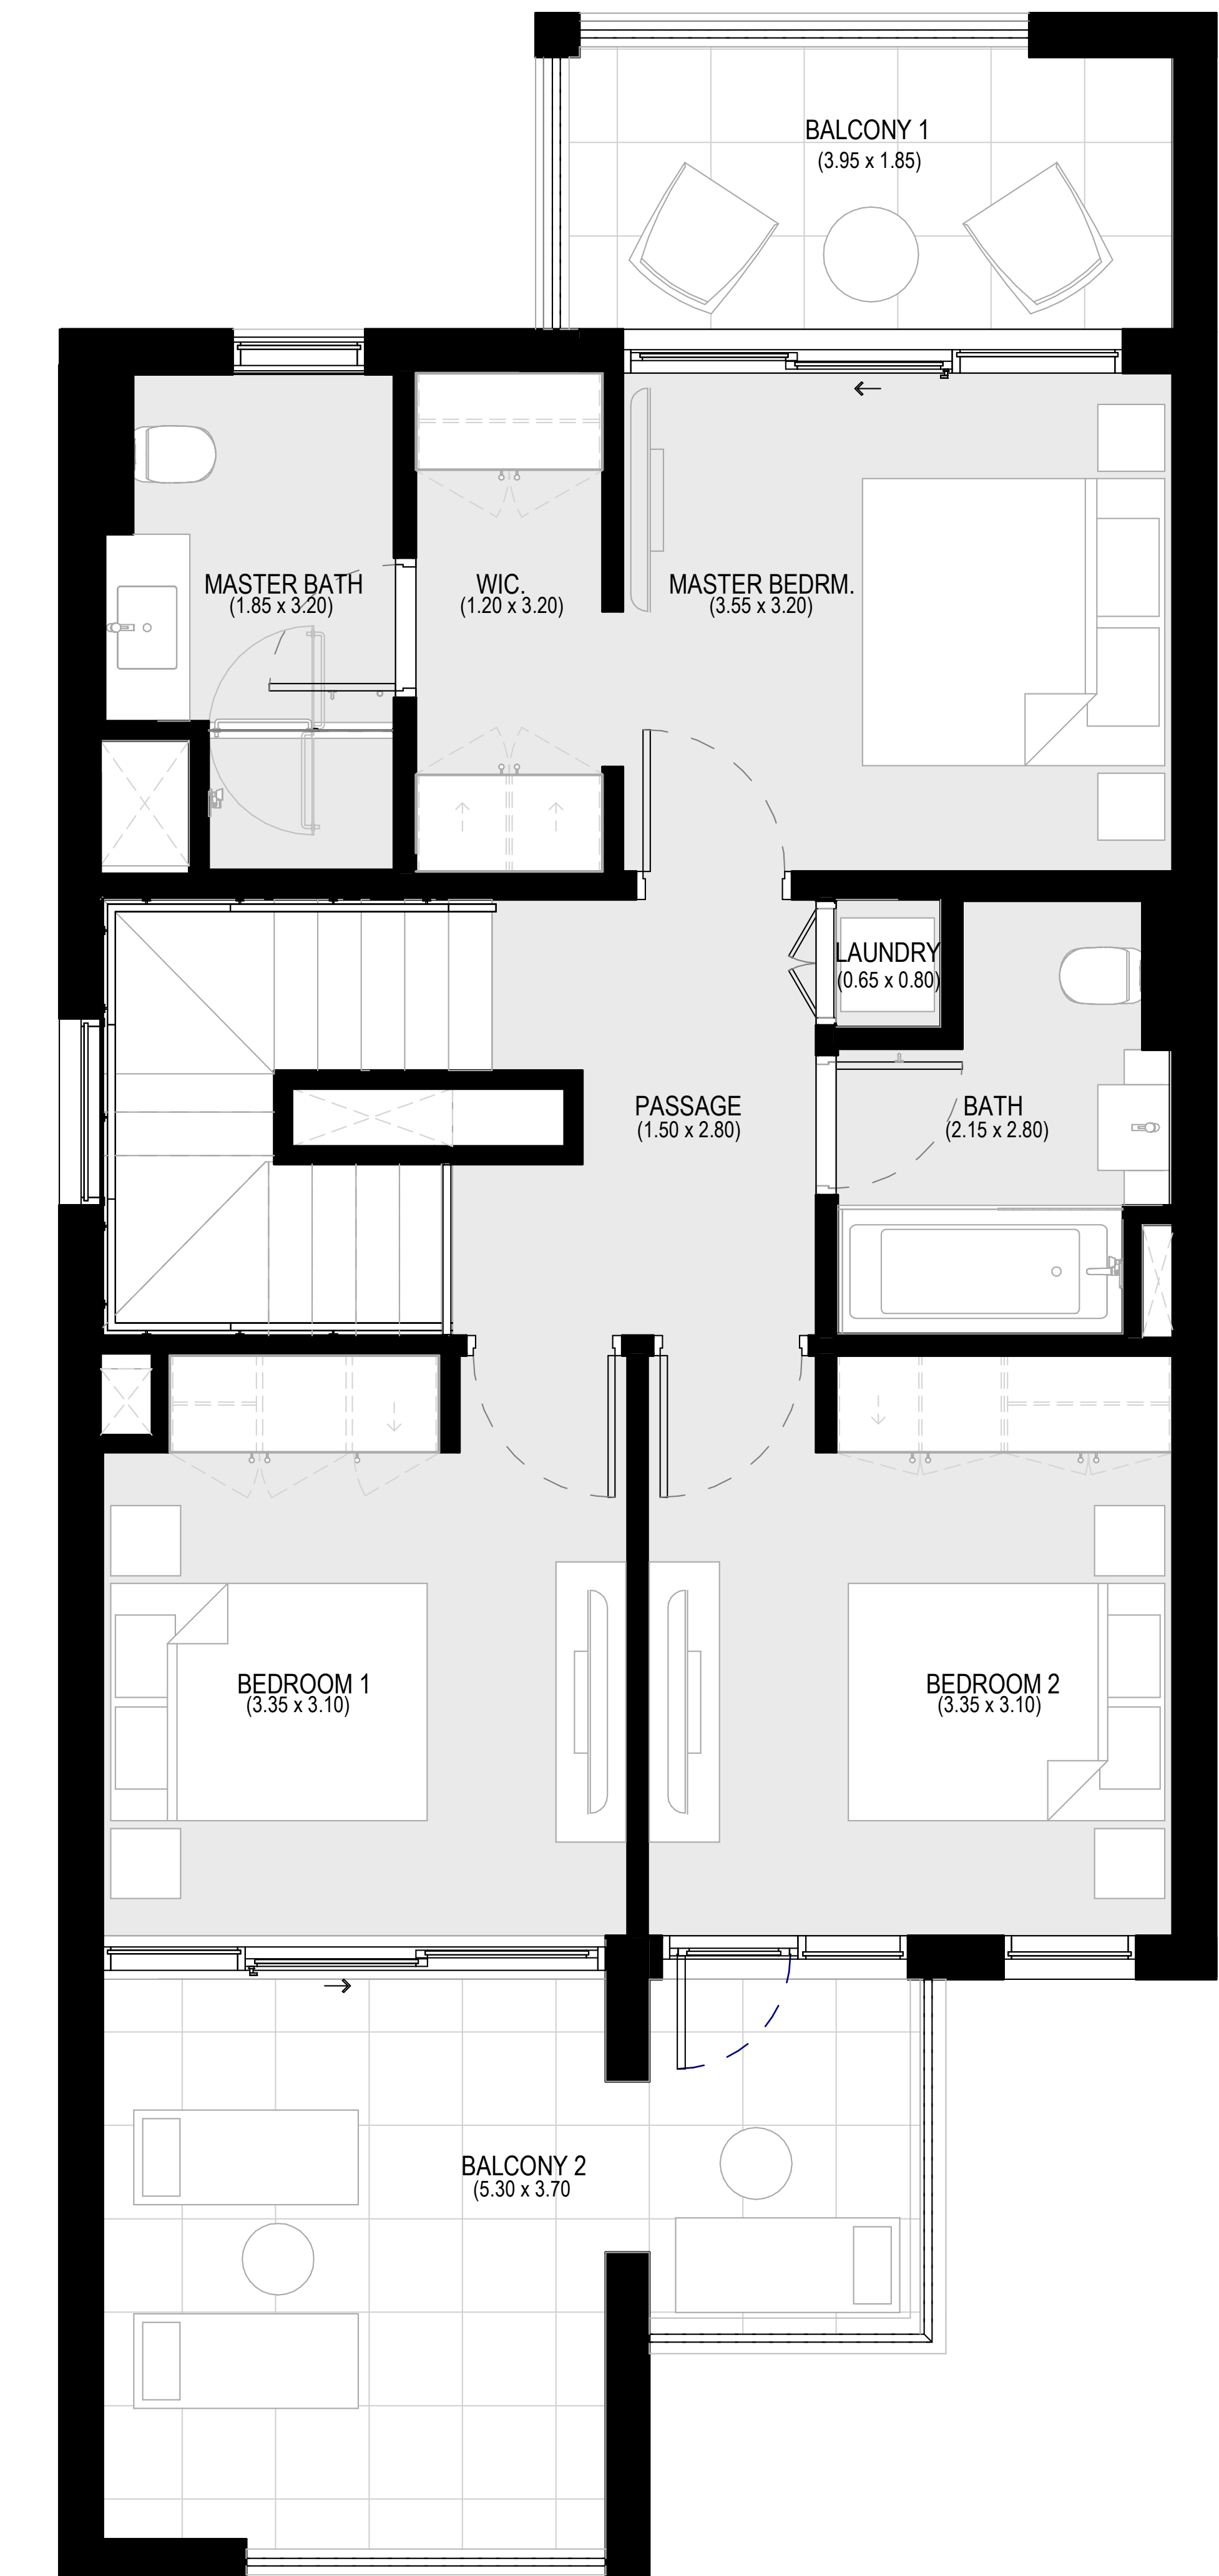 BALCONY 1
(3.95 x 1.85)
MASTER BATH
(1.85 x 3.20)
WIC.
(1.20 x 3.20)
MASTER BEDRM.
(3.55 x 3.20)
LAUNDRY
(0.65 x 0.80)
PASSAGE
(1.50 x 2.80)
BATH
(2.15 x 2.80)
BEDROOM 1
(3.35 x 3.10)
BEDROOM 2
(3.35 x 3.10)
BALCONY 2
(5.30 x 3.70